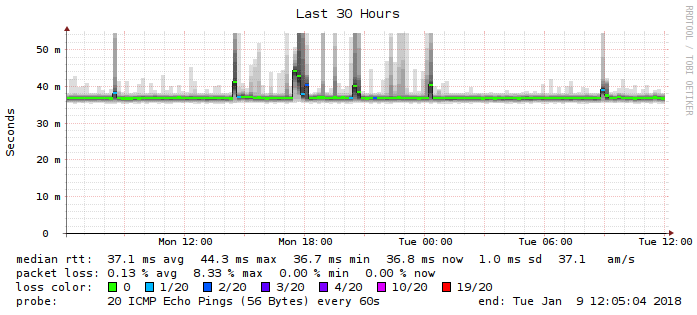 Last 30 Hours
RRDTOOL / TOBI OETIKER
Seconds
50 m
40 m
30 m
20 m
10 m
0
Mon 12:00 Mon 18:00 Tue 00:00 Tue 06:00 Tue 12:00
median rtt: 37.1 ms avg 44.3 ms max 36.7 ms min 36.8 ms now 1.0 ms sd 37.1 am/s
packet loss: 0.13 % avg 8.33 % max 0.00 % min 0.00 % now
loss color: 0 1/20 2/20 3/20 4/20 10/20 19/20
probe: 20 ICMP Echo Pings (56 Bytes) every 60s end: Tue Jan 9 12:05:04 2018